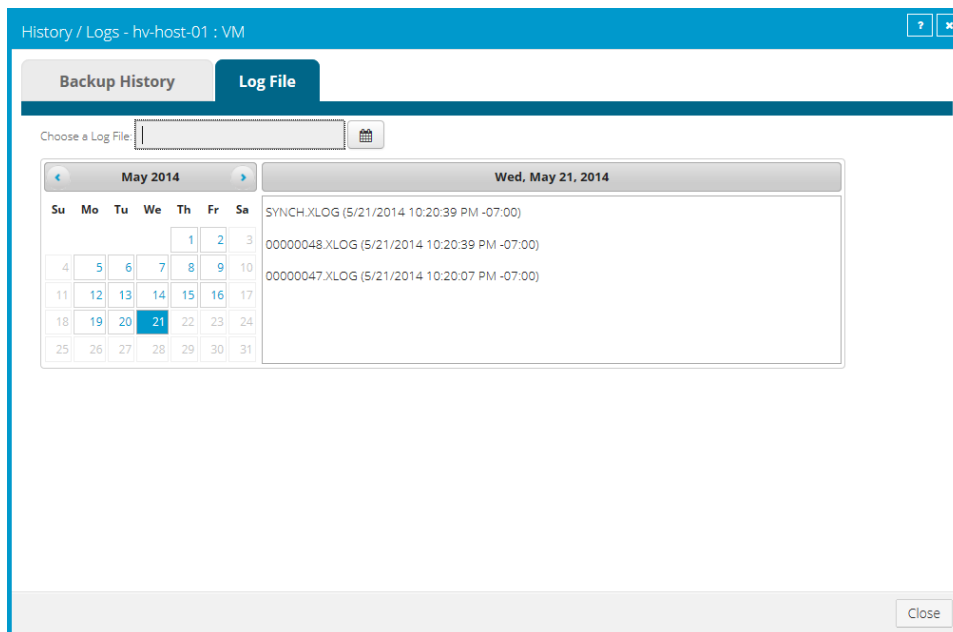 History / Logs - hv-host-01 : VM
?
Backup History
Log File
Choose a Log File:
May 2014
Wed, May 21, 2014
Su Mo Tu We Th Fr Sa
1 2 3
4 5 6 7 8 9 10
11 12 13 14 15 16 17
18 19 20 21 22 23 24
25 26 27 28 29 30 31
SYNCH.XLOG (5/21/2014 10:20:39 PM -07:00)
00000048.XLOG (5/21/2014 10:20:39 PM -07:00)
00000047.XLOG (5/21/2014 10:20:07 PM -07:00)
Close